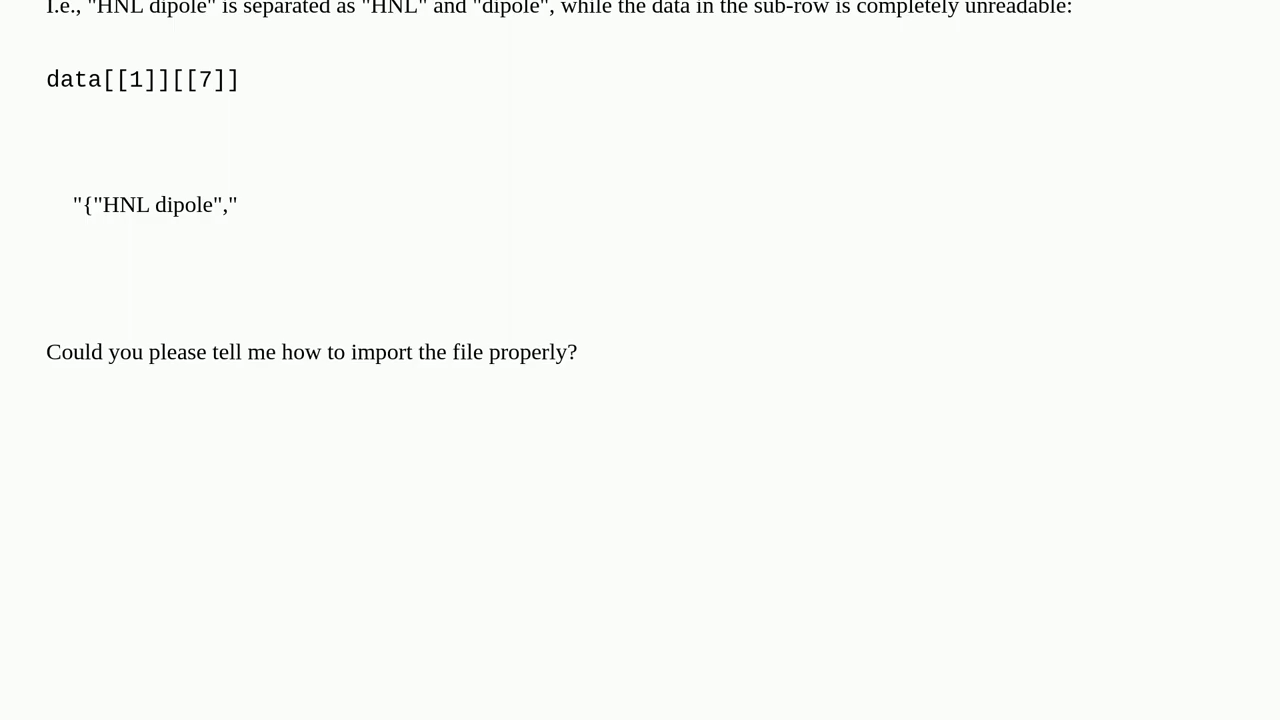 I.e., "HNL dipole" is separated as "HNL" and "dipole", while the data in the sub-row is completely unreadable:
data[[1]][[7]]
"{"HNL dipole","
Could you please tell me how to import the file properly?